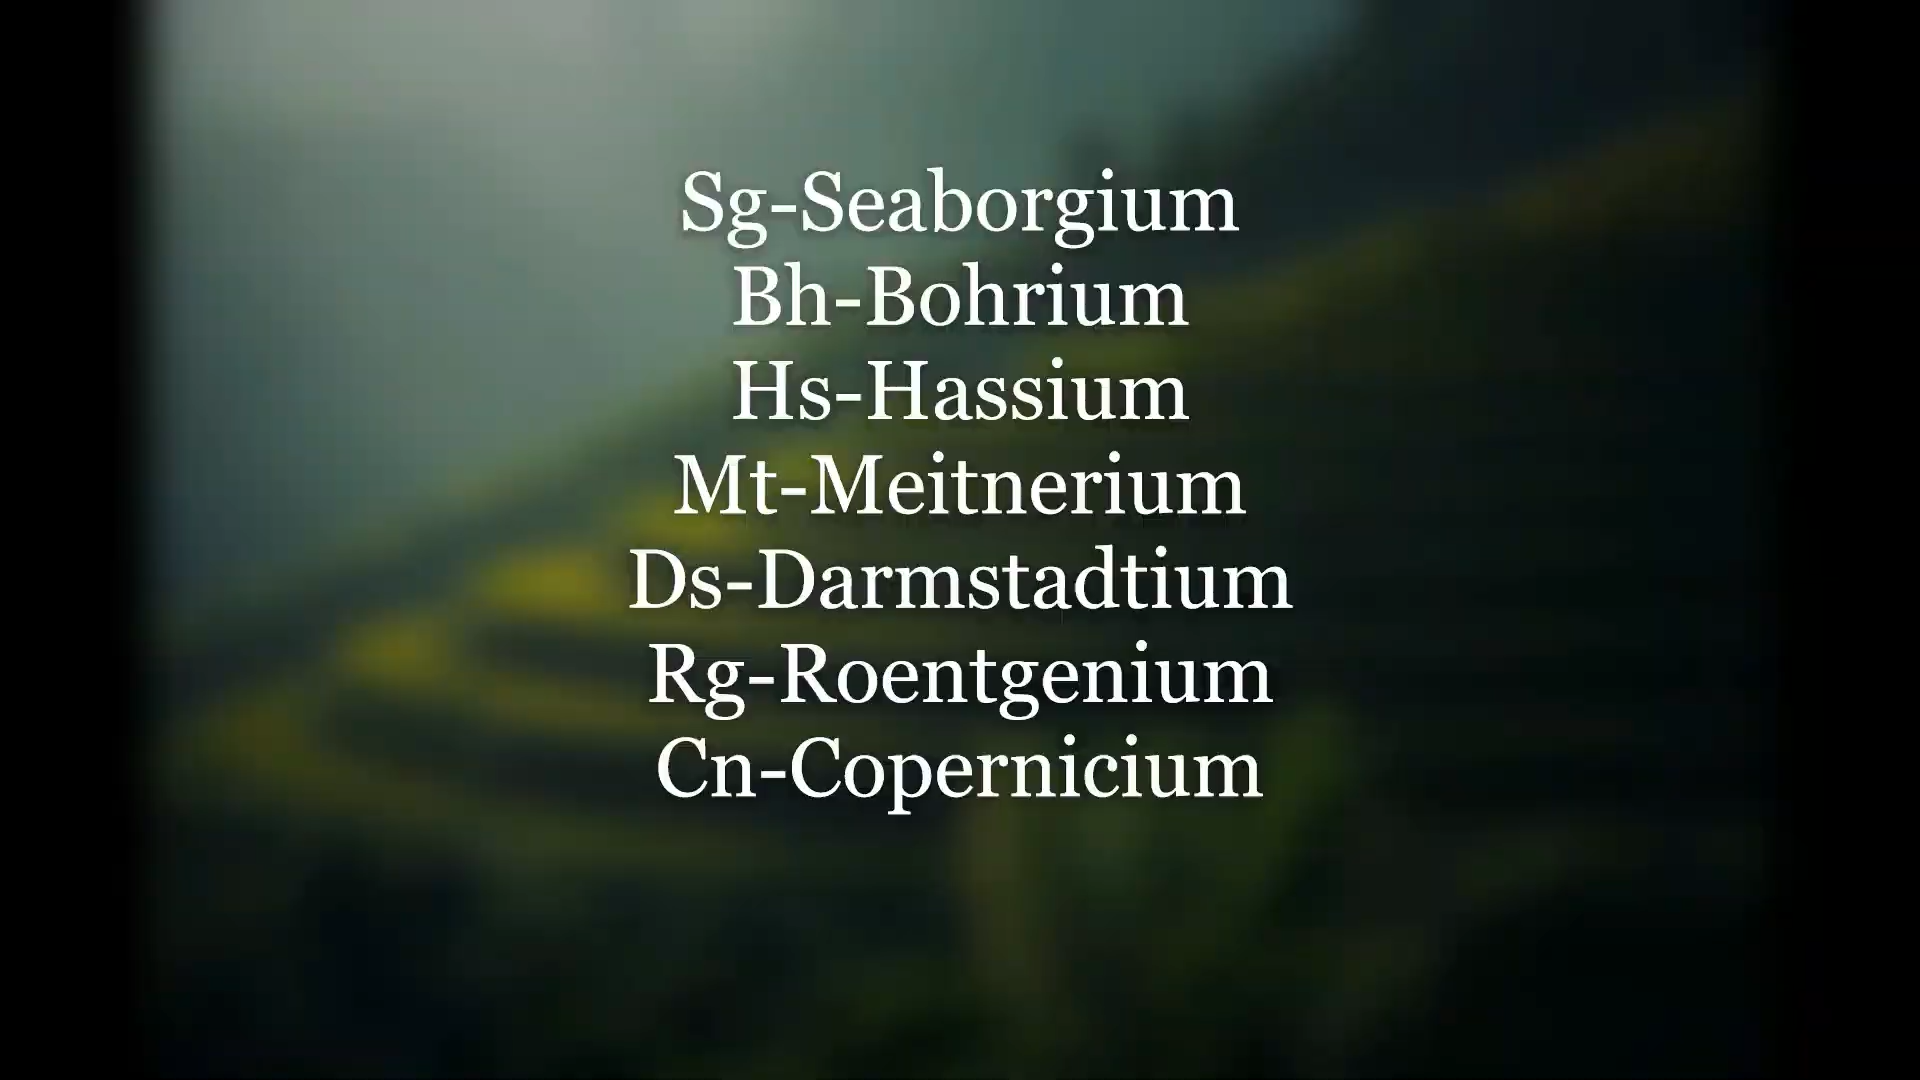 Sg-Seaborgium
Bh-Bohrium
Hs-Hassium
Mt-Meitnerium
Ds-Darmstadtium
Rg-Roentgenium
Cn-Copernicium